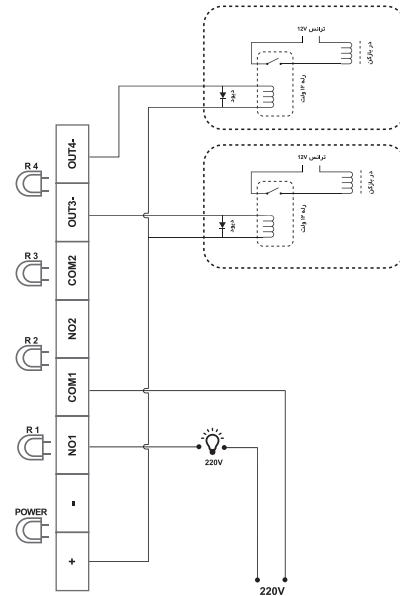 ترانس 12V
در بازکن
رله ۱۲ ولت
دیود
ترانس 12V
در بازکن
رله ۱۲ ولت
دیود
R 4
OUT4-
OUT3-
R 3
COM2
R 2
NO2
COM1
R 1
NO1
220V
POWER
-
+
220V